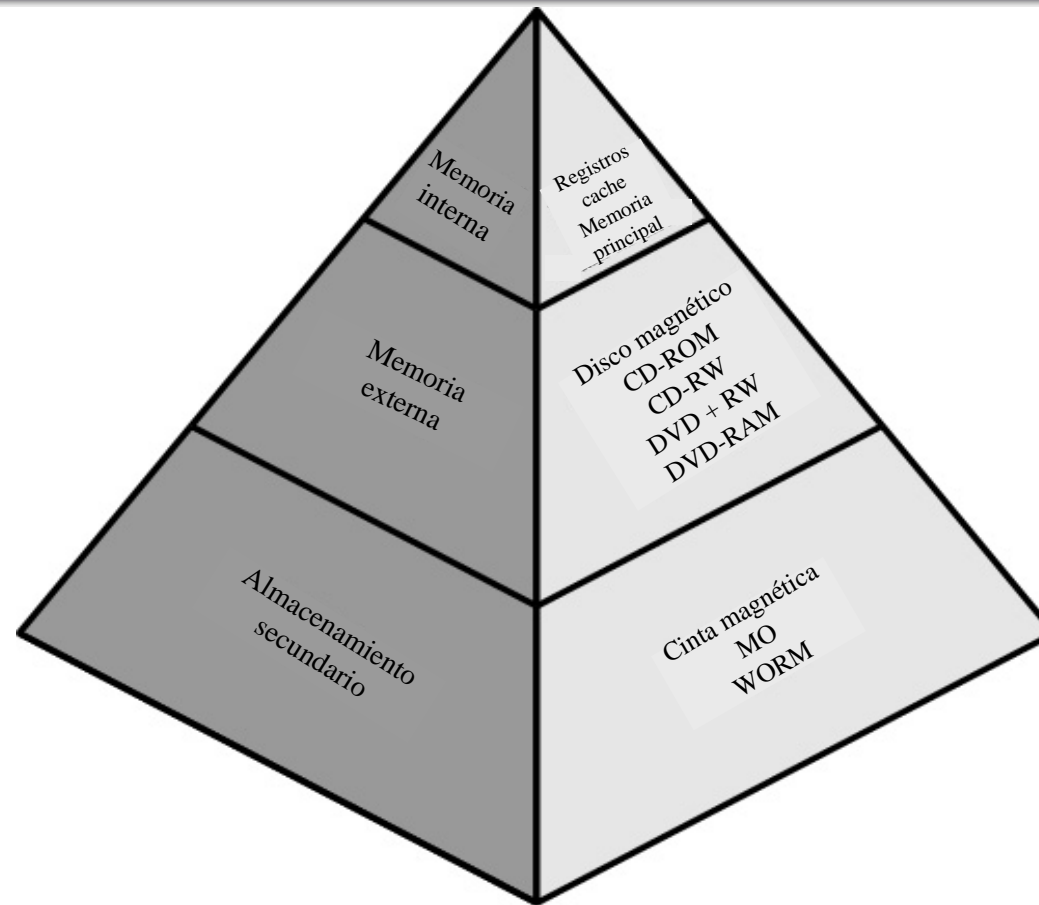 Memoria
interna
Registros
cache
Memoria
principal
Memoria
externa
Disco magnético
CD-ROM
CD-RW
DVD + RW
DVD-RAM
Almacenamiento
secundario
Cinta magnética
MO
WORM